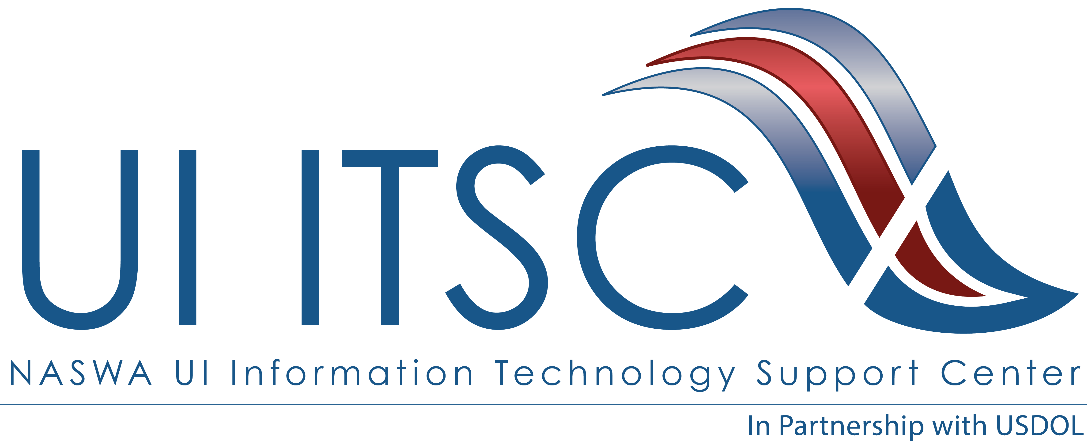 UI ITSC
NASWA UI Information Technology Support Center
In Partnership with USDOL